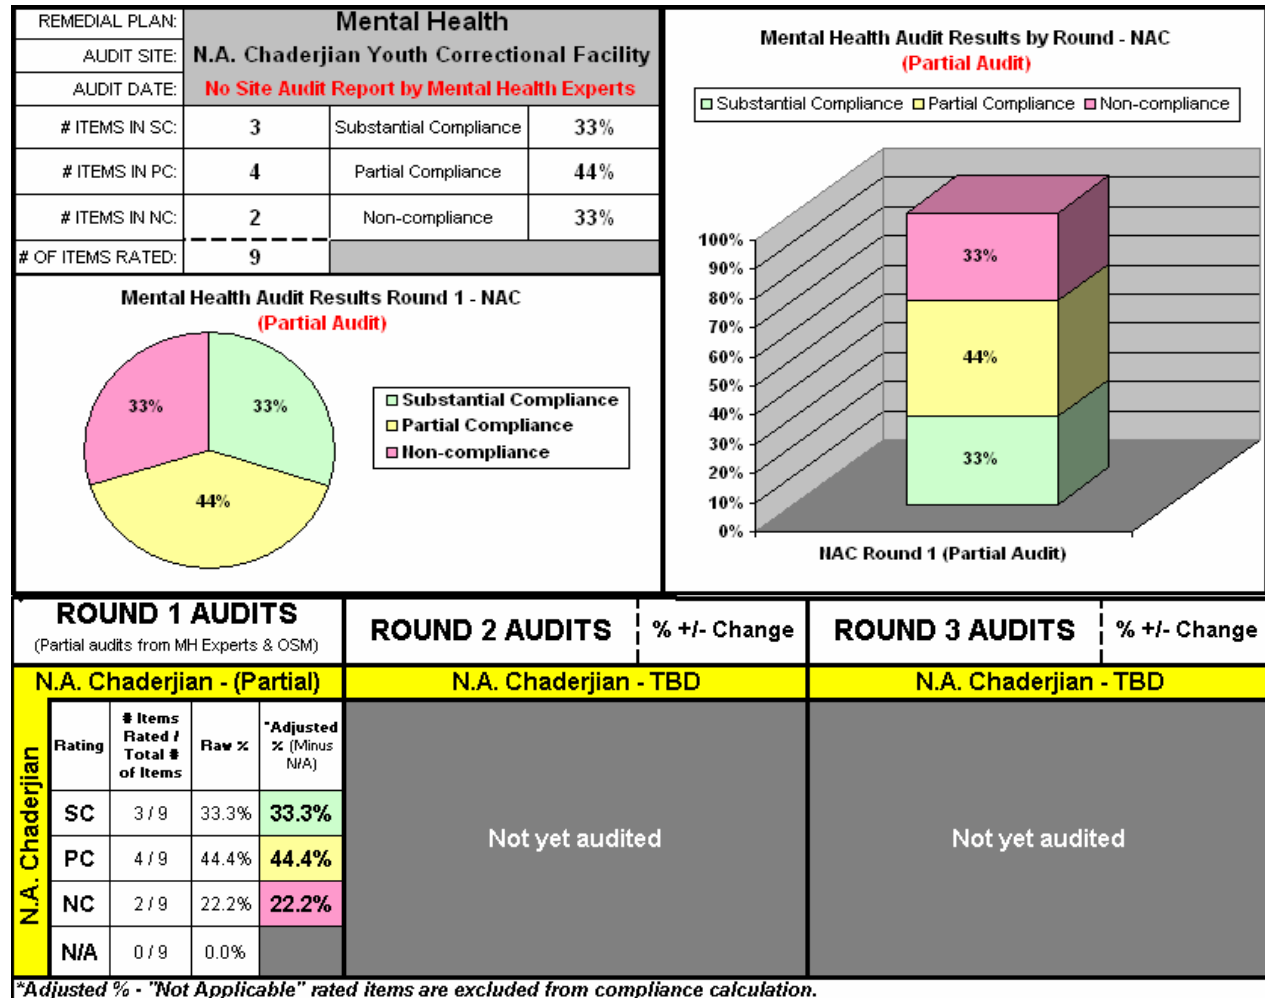 REMEDIAL PLAN: Mental Health
AUDIT SITE: N.A. Chaderjian Youth Correctional Facility
AUDIT DATE: No Site Audit Report by Mental Health Experts
# ITEMS IN SC: 3 Substantial Compliance 33%
# ITEMS IN PC: 4 Partial Compliance 44%
# ITEMS IN NC: 2 Non-compliance 33%
# OF ITEMS RATED: 9
Mental Health Audit Results Round 1 - NAC
(Partial Audit)
33%
33%
44%
Substantial Compliance
Partial Compliance
Non-compliance
Mental Health Audit Results by Round - NAC
(Partial Audit)
Substantial Compliance Partial Compliance Non-compliance
100%
90%
80%
70%
60%
50%
40%
30%
20%
10%
0%
33%
44%
33%
NAC Round 1 (Partial Audit)
ROUND 1 AUDITS
(Partial audits from MH Experts & OSM)
ROUND 2 AUDITS % +/- Change
ROUND 3 AUDITS % +/- Change
N.A. Chaderjian - (Partial)
N.A. Chaderjian - TBD
N.A. Chaderjian - TBD
N.A. Chaderjian
Rating
# Items
Rated /
Total #
of Items
Raw %
*Adjusted
% (Minus
N/A)
SC 3 / 9 33.3% 33.3%
PC 4 / 9 44.4% 44.4%
NC 2 / 9 22.2% 22.2%
N/A 0 / 9 0.0%
Not yet audited
Not yet audited
*Adjusted % - "Not Applicable" rated items are excluded from compliance calculation.